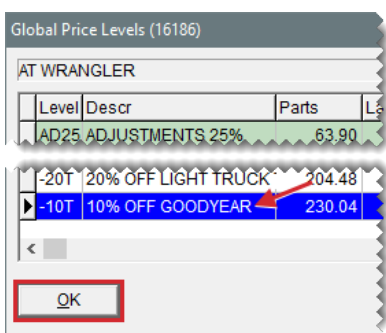 Global Price Levels (16186)
AT WRANGLER
Level Descr Parts
AD25 ADJUSTMENTS 25% 63.90
-20T 20% OFF LIGHT TRUCK 204.48
-10T 10% OFF GOODYEAR 230.04
OK